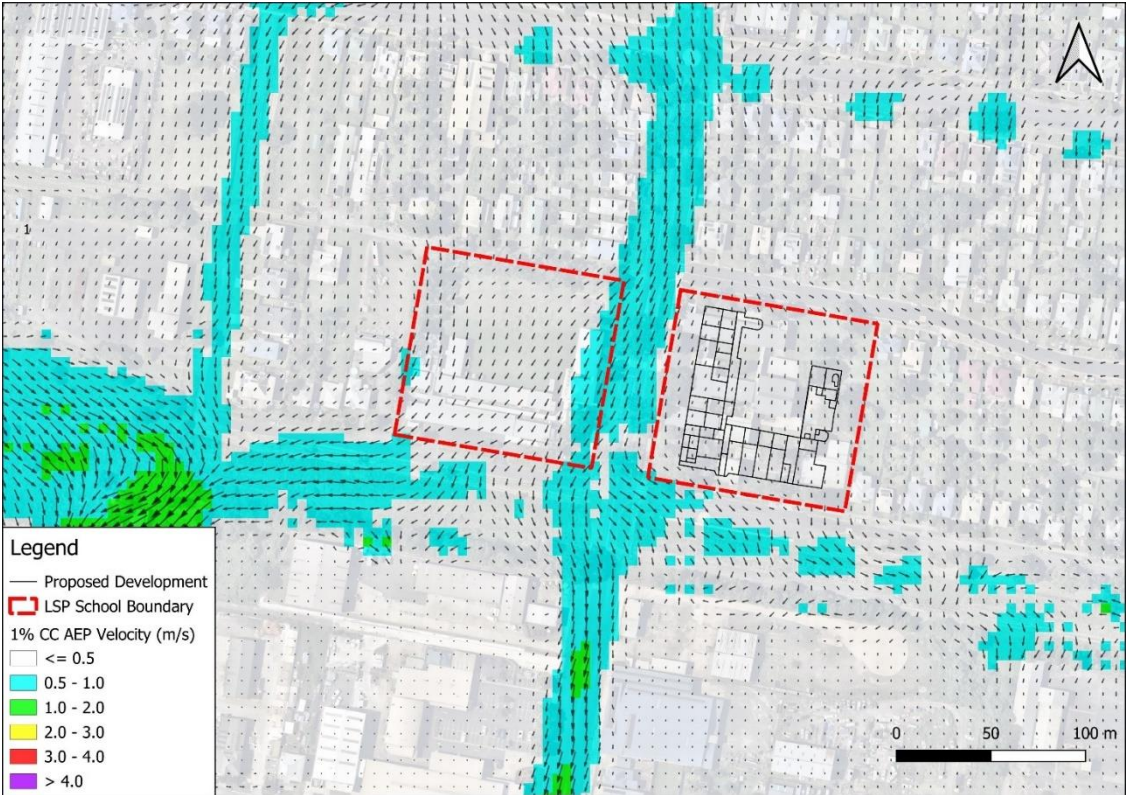 1
Legend
Proposed Development
LSP School Boundary
1% CC AEP Velocity (m/s)
<= 0.5
0.5 - 1.0
1.0 - 2.0
2.0 - 3.0
3.0 - 4.0
> 4.0
0 50 100 m